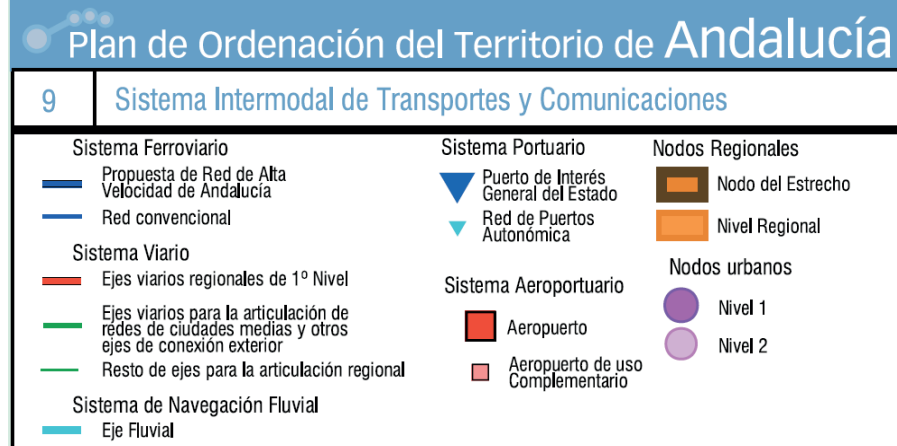 Plan de Ordenación del Territorio de Andalucía
9 Sistema Intermodal de Transportes y Comunicaciones
Sistema Ferroviario
Propuesta de Red de Alta
Velocidad de Andalucía
Red convencional
Sistema Viario
Ejes viarios regionales de 1º Nivel
Ejes viarios para la articulación de
redes de ciudades medias y otros
ejes de conexión exterior
Resto de ejes para la articulación regional
Sistema de Navegación Fluvial
Eje Fluvial
Sistema Portuario
Puerto de Interés
General del Estado
Red de Puertos
Autonómica
Sistema Aeroportuario
Aeropuerto
Aeropuerto de uso
Complementario
Nodos Regionales
Nodo del Estrecho
Nivel Regional
Nodos urbanos
Nivel 1
Nivel 2